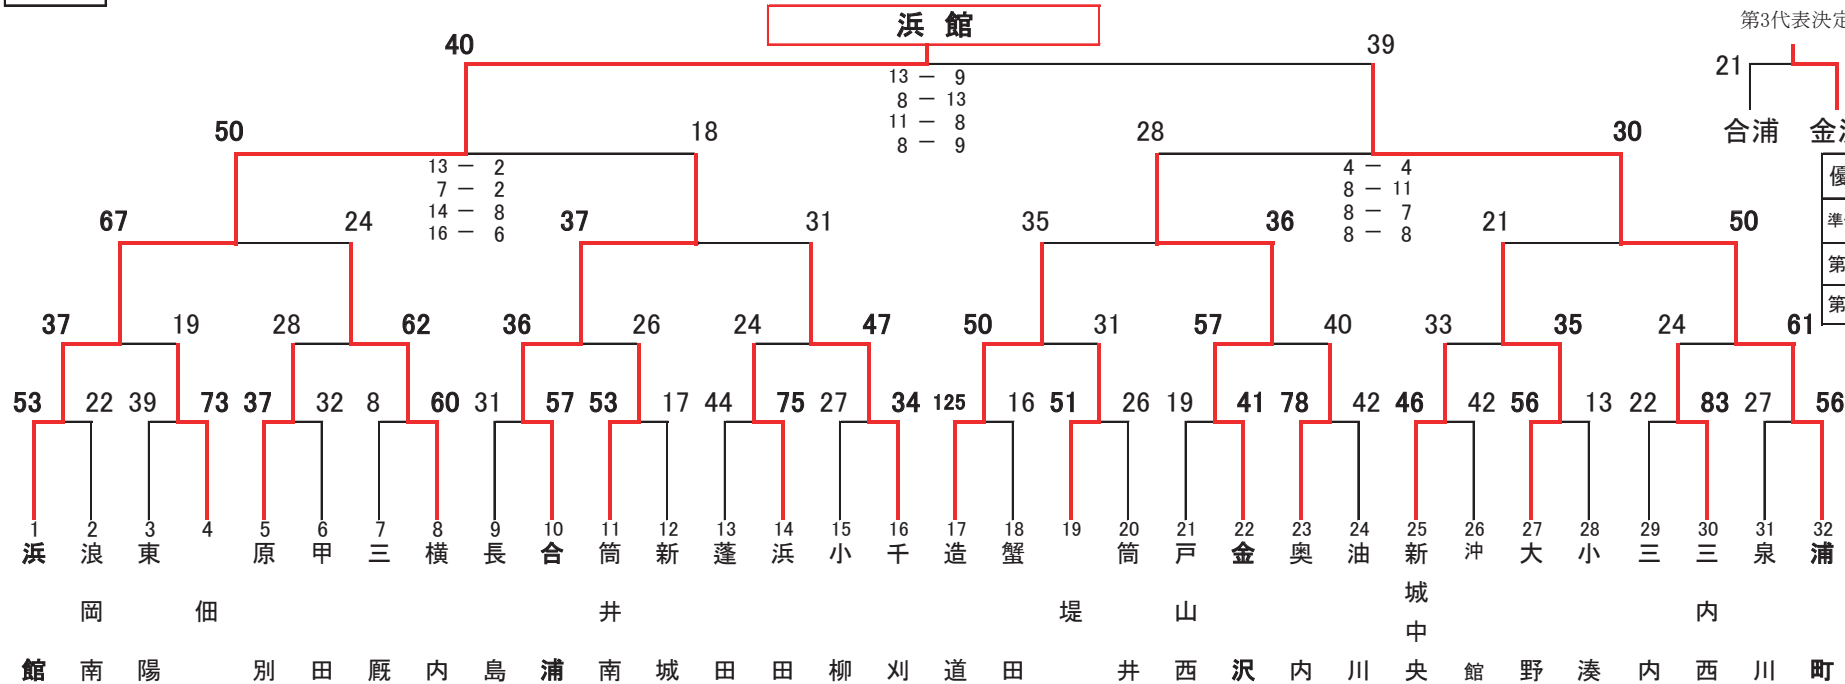 浜 館
第3代表決定
40 39
13 － 9
8 － 13
11 － 8
8 － 9
21
合浦 金
50 18 28 30
13 － 2
7 － 2
14 － 8
16 － 6
4 － 4
8 － 11
8 － 7
8 － 8
優
準
第
第
67 24 37 31 35 36 21 50
37 19 28 62 36 26 24 47 50 31 57 40 33 35 24 61
53 22 39 73 37 32 8 60 31 57 53 17 44 75 27 34 125 16 51 26 19 41 78 42 46 42 56 13 22 83 27 56
1 浜館
2 浪岡南
3 東陽
4 佃
5 原別
6 甲田
7 三厩
8 横内
9 長島
10 合浦
11 筒井南
12 新城
13 蓬田
14 浜田
15 小柳
16 千刈
17 造道
18 蟹田
19 堤
20 筒井
21 戸山西
22 金沢
23 奥内
24 油川
25 新城中央
26 沖館
27 大野
28 小湊
29 三内
30 三内西
31 泉川
32 浦町